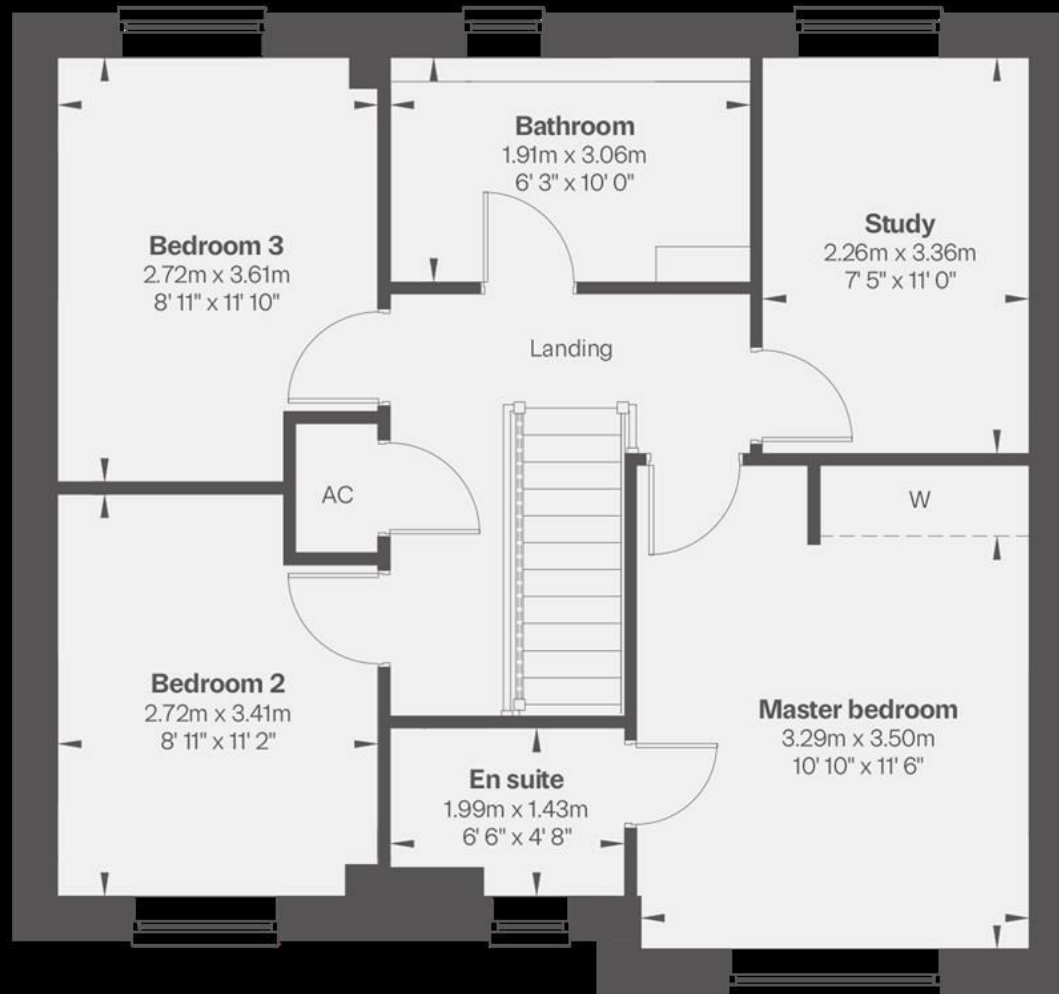 Bathroom
1.91m x 3.06m
6' 3" x 10' 0"
Study
2.26m x 3.36m
7' 5" x 11' 0"
Bedroom 3
2.72m x 3.61m
8' 11" x 11' 10"
Landing
AC
W
Bedroom 2
2.72m x 3.41m
8' 11" x 11' 2"
Master bedroom
3.29m x 3.50m
10' 10" x 11' 6"
En suite
1.99m x 1.43m
6' 6" x 4' 8"